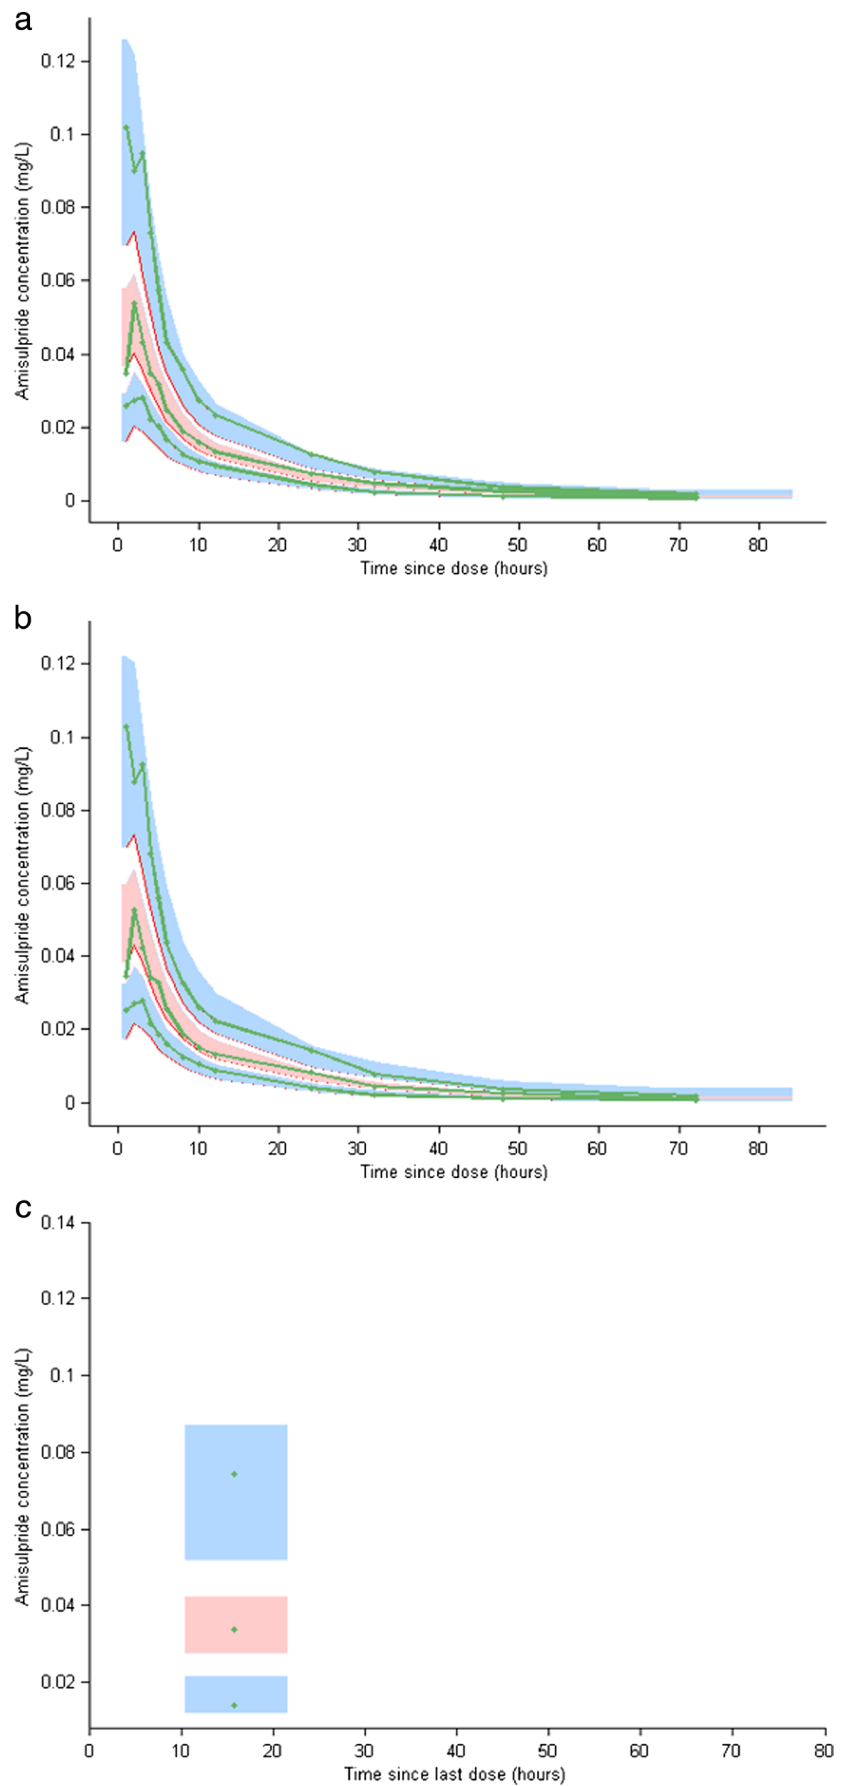 a
0.12
0.1
0.08
0.06
0.04
0.02
0
Amisulpride concentration (mg/L)
0 10 20 30 40 50 60 70 80
Time since dose (hours)
b
0.12
0.1
0.08
0.06
0.04
0.02
0
Amisulpride concentration (mg/L)
0 10 20 30 40 50 60 70 80
Time since dose (hours)
c
0.14
0.12
0.1
0.08
0.06
0.04
0.02
Amisulpride concentration (mg/L)
0 10 20 30 40 50 60 70 80
Time since last dose (hours)